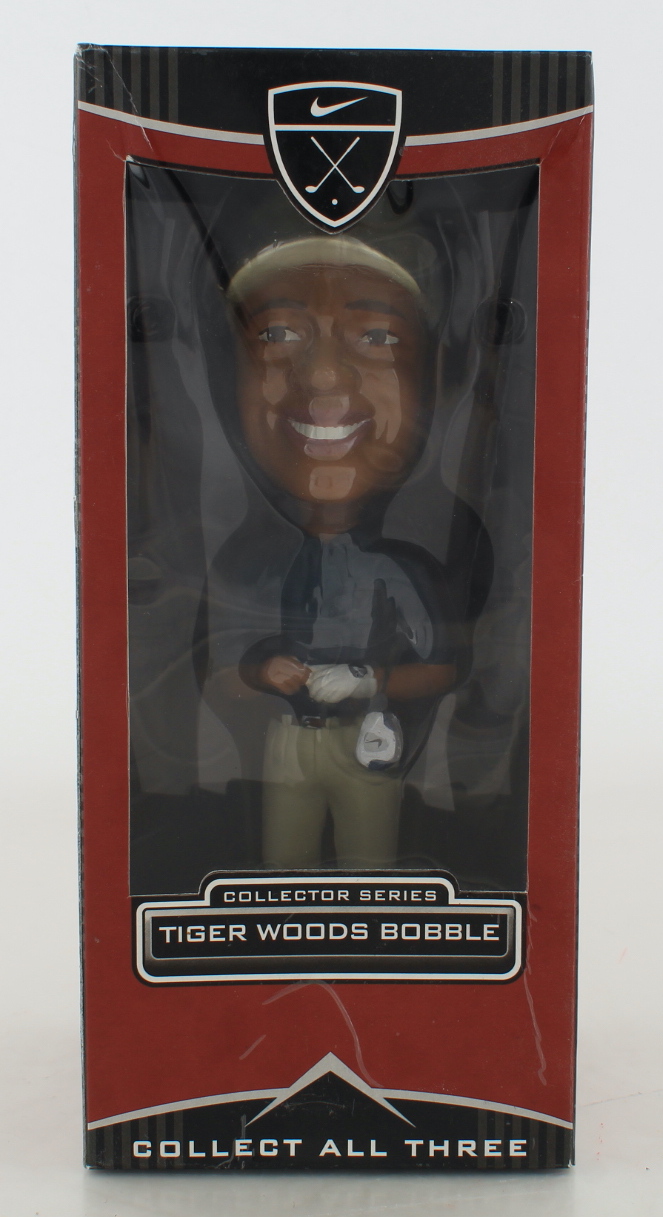 COLLECTOR SERIES
TIGER WOODS BOBBLE
COLLECT ALL THREE